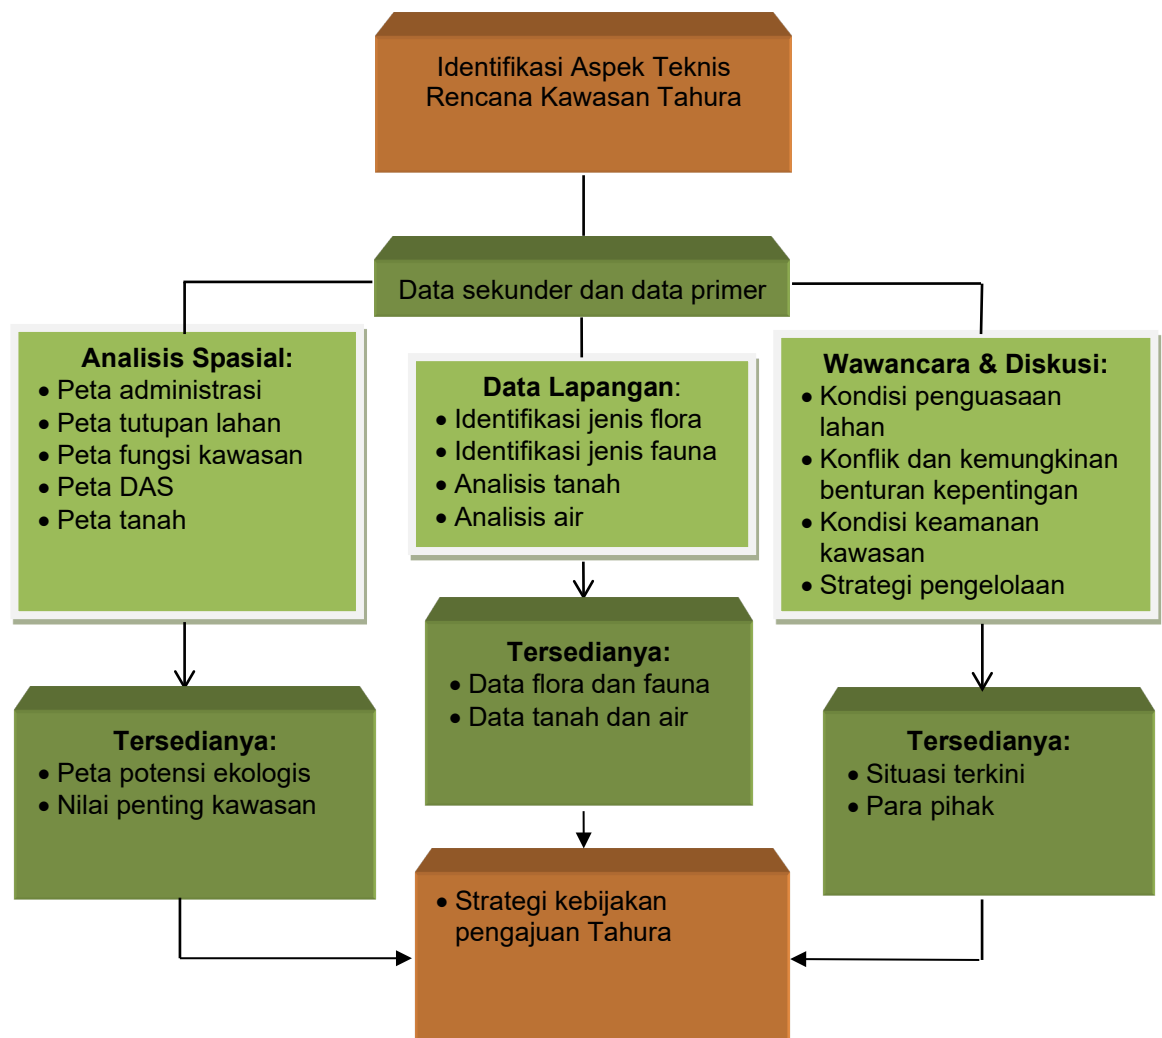 Identifikasi Aspek Teknis
Rencana Kawasan Tahura
Data sekunder dan data primer
Analisis Spasial:
• Peta administrasi
• Peta tutupan lahan
• Peta fungsi kawasan
• Peta DAS
• Peta tanah
Data Lapangan:
• Identifikasi jenis flora
• Identifikasi jenis fauna
• Analisis tanah
• Analisis air
Wawancara & Diskusi:
• Kondisi penguasaan
lahan
• Konflik dan kemungkinan
benturan kepentingan
• Kondisi keamanan
kawasan
• Strategi pengelolaan
Tersedianya:
• Peta potensi ekologis
• Nilai penting kawasan
Tersedianya:
• Data flora dan fauna
• Data tanah dan air
Tersedianya:
• Situasi terkini
• Para pihak
• Strategi kebijakan
pengajuan Tahura